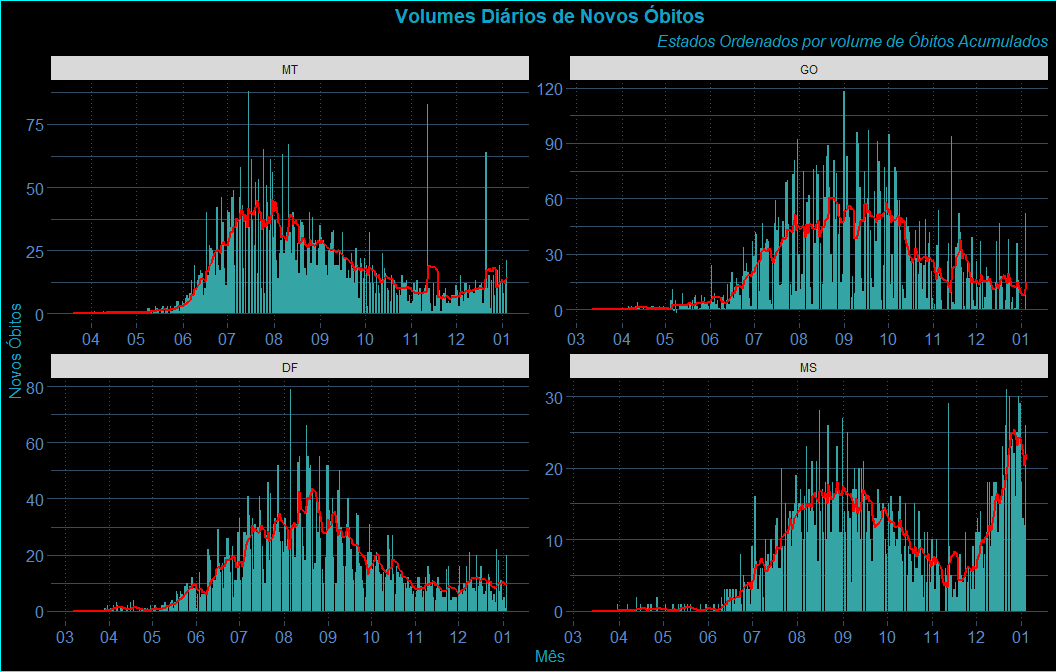 Volumes Diários de Novos Óbitos
Estados Ordenados por volume de Óbitos Acumulados
MT
75
50
25
0
04 05 06 07 08 09 10 11 12 01
GO
120
90
60
30
0
03 04 05 06 07 08 09 10 11 12 01
Novos Óbitos
DF
80
60
40
20
0
03 04 05 06 07 08 09 10 11 12 01
MS
30
20
10
0
03 04 05 06 07 08 09 10 11 12 01
Mês